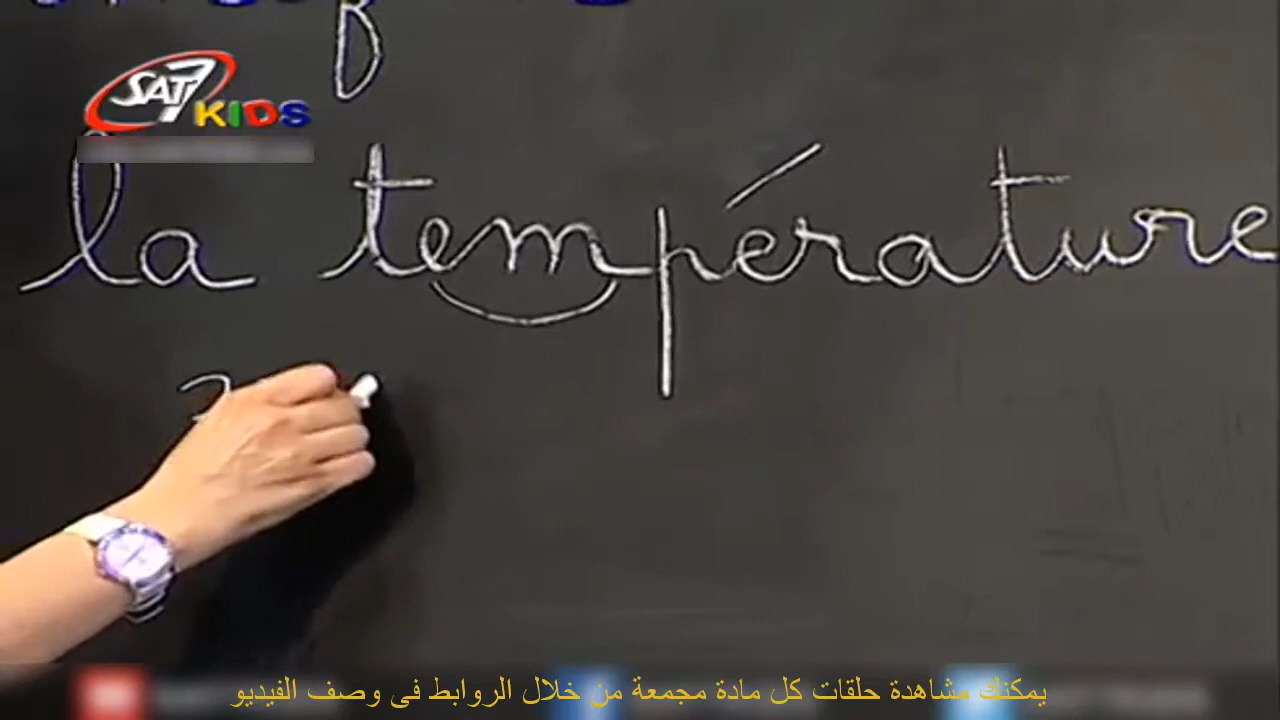 SAT7
KIDS
la température
يمكنك مشاهدة حلقات كل مادة مجمعة من خلال الروابط فى وصف الفيديو